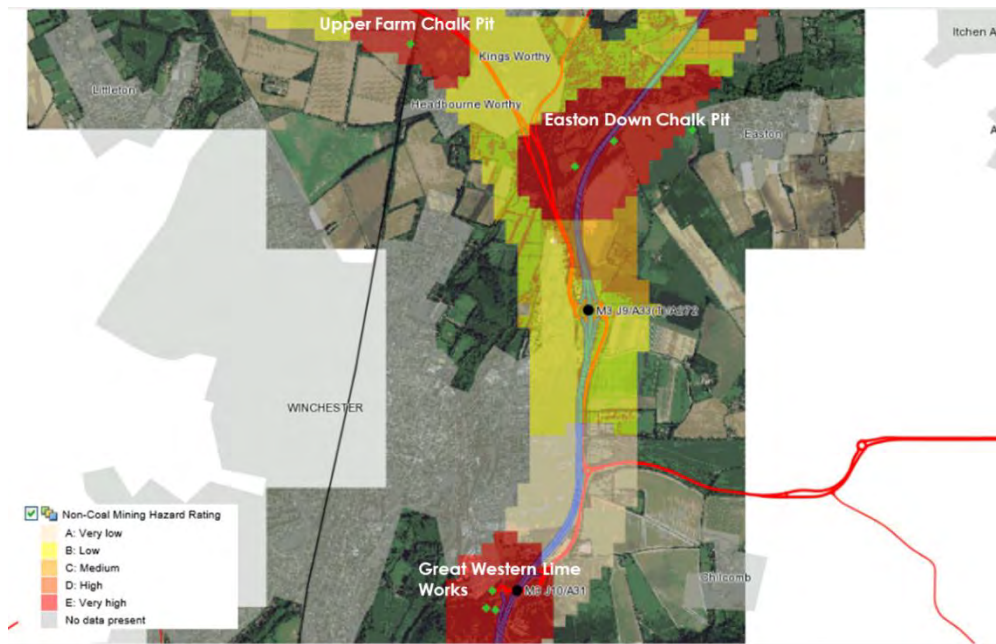 Upper Farm Chalk Pit
Itchen A
Kings Worthy
Littleton
Headbourne Worthy
Easton Down Chalk Pit
Easton
A
M3 J9/A33(
/A272
WINCHESTER
Non-Coal Mining Hazard Rating
A: Very low
B: Low
C: Medium
D: High
E: Very high
No data present
Great Western Lime
Works
M3 J10/A31
Chilcomb